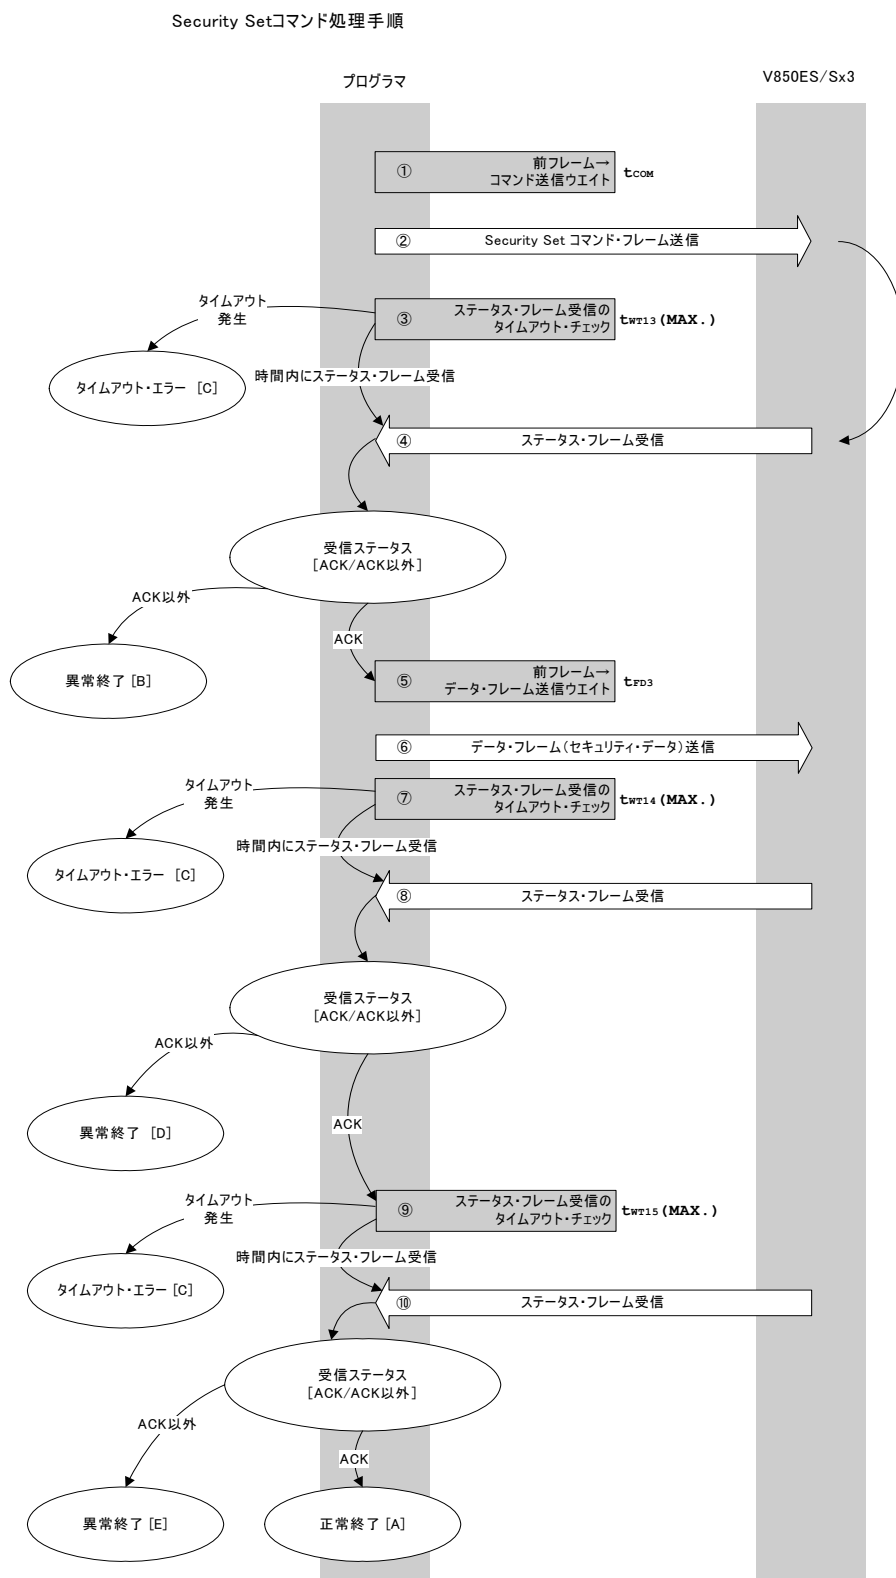 Security Setコマンド処理手順
プログラマ
V850ES/Sx3
① 前フレーム→
コマンド送信ウエイト
tCOM
② Security Set コマンド・フレーム送信
タイムアウト
発生
③ ステータス・フレーム受信の
タイムアウト・チェック
tWT13(MAX.)
タイムアウト・エラー [C]
時間内にステータス・フレーム受信
④ ステータス・フレーム受信
受信ステータス
[ACK/ACK以外]
ACK以外
ACK
異常終了 [B]
⑤ 前フレーム→
データ・フレーム送信ウエイト
tFD3
⑥ データ・フレーム(セキュリティ・データ)送信
タイムアウト
発生
⑦ ステータス・フレーム受信の
タイムアウト・チェック
tWT14(MAX.)
時間内にステータス・フレーム受信
タイムアウト・エラー [C]
⑧ ステータス・フレーム受信
受信ステータス
[ACK/ACK以外]
ACK以外
異常終了 [D]
ACK
タイムアウト
発生
⑨ ステータス・フレーム受信の
タイムアウト・チェック
tWT15(MAX.)
時間内にステータス・フレーム受信
タイムアウト・エラー [C]
⑩ ステータス・フレーム受信
受信ステータス
[ACK/ACK以外]
ACK以外
ACK
異常終了 [E]
正常終了 [A]